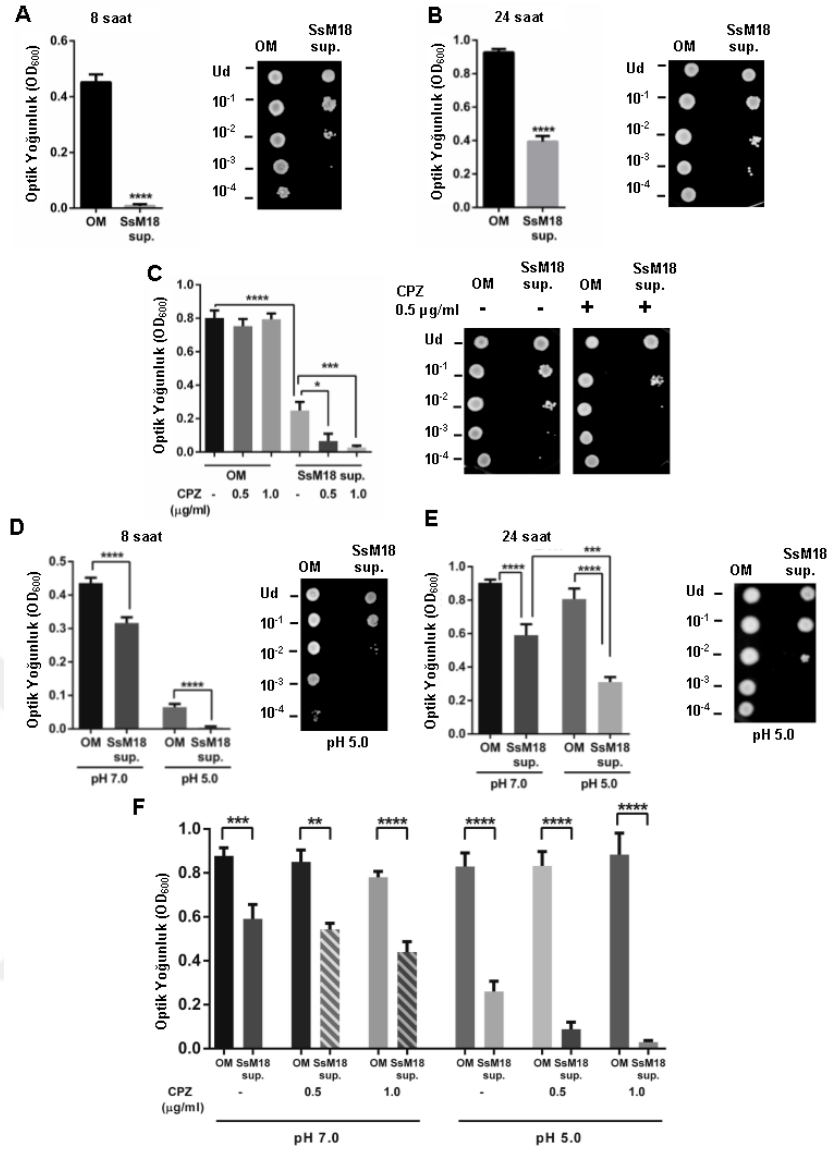 A
8 saat
Optik Yoğunluk (OD600)
0.6
0.4
0.2
0.0
****
OM
SsM18
sup.
OM
SsM18
sup.
Ud
10-1
10-2
10-3
10-4
B
24 saat
Optik Yoğunluk (OD600)
1.0
0.8
0.6
0.4
0.2
0.0
****
OM
SsM18
sup.
OM
SsM18
sup.
Ud
10-1
10-2
10-3
10-4
C
Optik Yoğunluk (OD600)
1.0
0.8
0.6
0.4
0.2
0.0
****
***
*
OM
SsM18 sup.
CPZ - 0.5 1.0 - 0.5 1.0
(µg/ml)
OM
SsM18
sup.
OM
SsM18
sup.
CPZ
0.5 µg/ml - - + +
Ud
10-1
10-2
10-3
10-4
D
8 saat
Optik Yoğunluk (OD600)
0.5
0.4
0.3
0.2
0.1
0.0
****
****
OM SsM18 OM SsM18
sup. sup.
pH 7.0 pH 5.0
OM
SsM18
sup.
Ud
10-1
10-2
10-3
10-4
pH 5.0
E
24 saat
Optik Yoğunluk (OD600)
1.0
0.8
0.6
0.4
0.2
0.0
***
**** ****
OM SsM18 OM SsM18
sup. sup.
pH 7.0 pH 5.0
OM
SsM18
sup.
Ud
10-1
10-2
10-3
10-4
pH 5.0
F
Optik Yoğunluk (OD600)
1.0
0.8
0.6
0.4
0.2
0.0
*** ** **** **** **** ****
OM SsM18 OM SsM18 OM SsM18 OM SsM18 OM SsM18 OM SsM18
sup. sup. sup. sup. sup. sup.
CPZ - 0.5 1.0 - 0.5 1.0
(µg/ml)
pH 7.0 pH 5.0